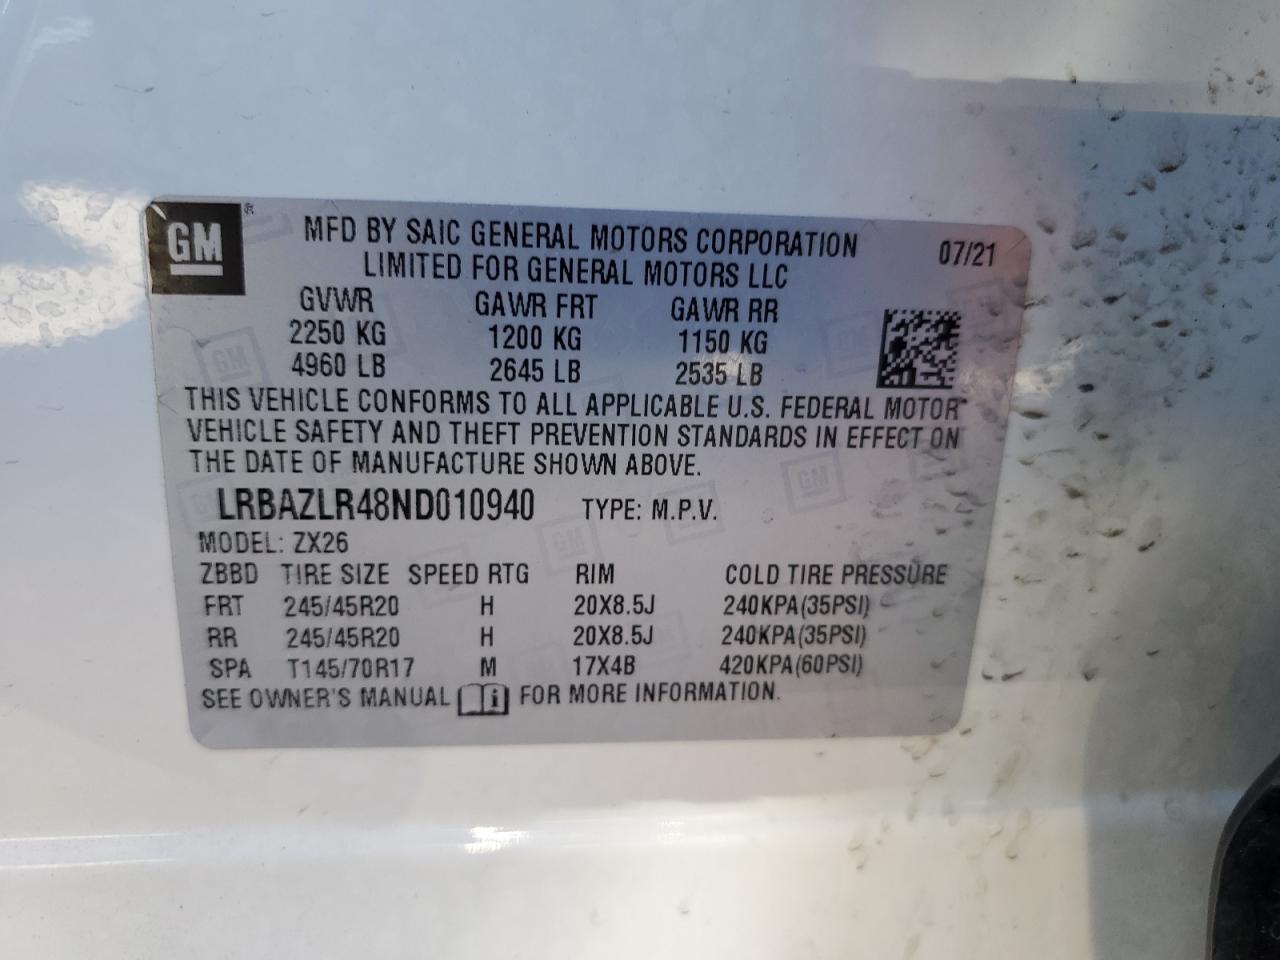 GM ®
MFD BY SAIC GENERAL MOTORS CORPORATION 07/21
LIMITED FOR GENERAL MOTORS LLC
GVWR GAWR FRT GAWR RR
2250 KG 1200 KG 1150 KG
4960 LB 2645 LB 2535 LB
THIS VEHICLE CONFORMS TO ALL APPLICABLE U.S. FEDERAL MOTOR
VEHICLE SAFETY AND THEFT PREVENTION STANDARDS IN EFFECT ON
THE DATE OF MANUFACTURE SHOWN ABOVE.
LRBAZLR48ND010940 TYPE: M.P.V.
MODEL: ZX26
ZBBD TIRE SIZE SPEED RTG RIM COLD TIRE PRESSURE
FRT 245/45R20 H 20X8.5J 240KPA(35PSI)
RR 245/45R20 H 20X8.5J 240KPA(35PSI)
SPA T145/70R17 M 17X4B 420KPA(60PSI)
SEE OWNER'S MANUAL i FOR MORE INFORMATION.